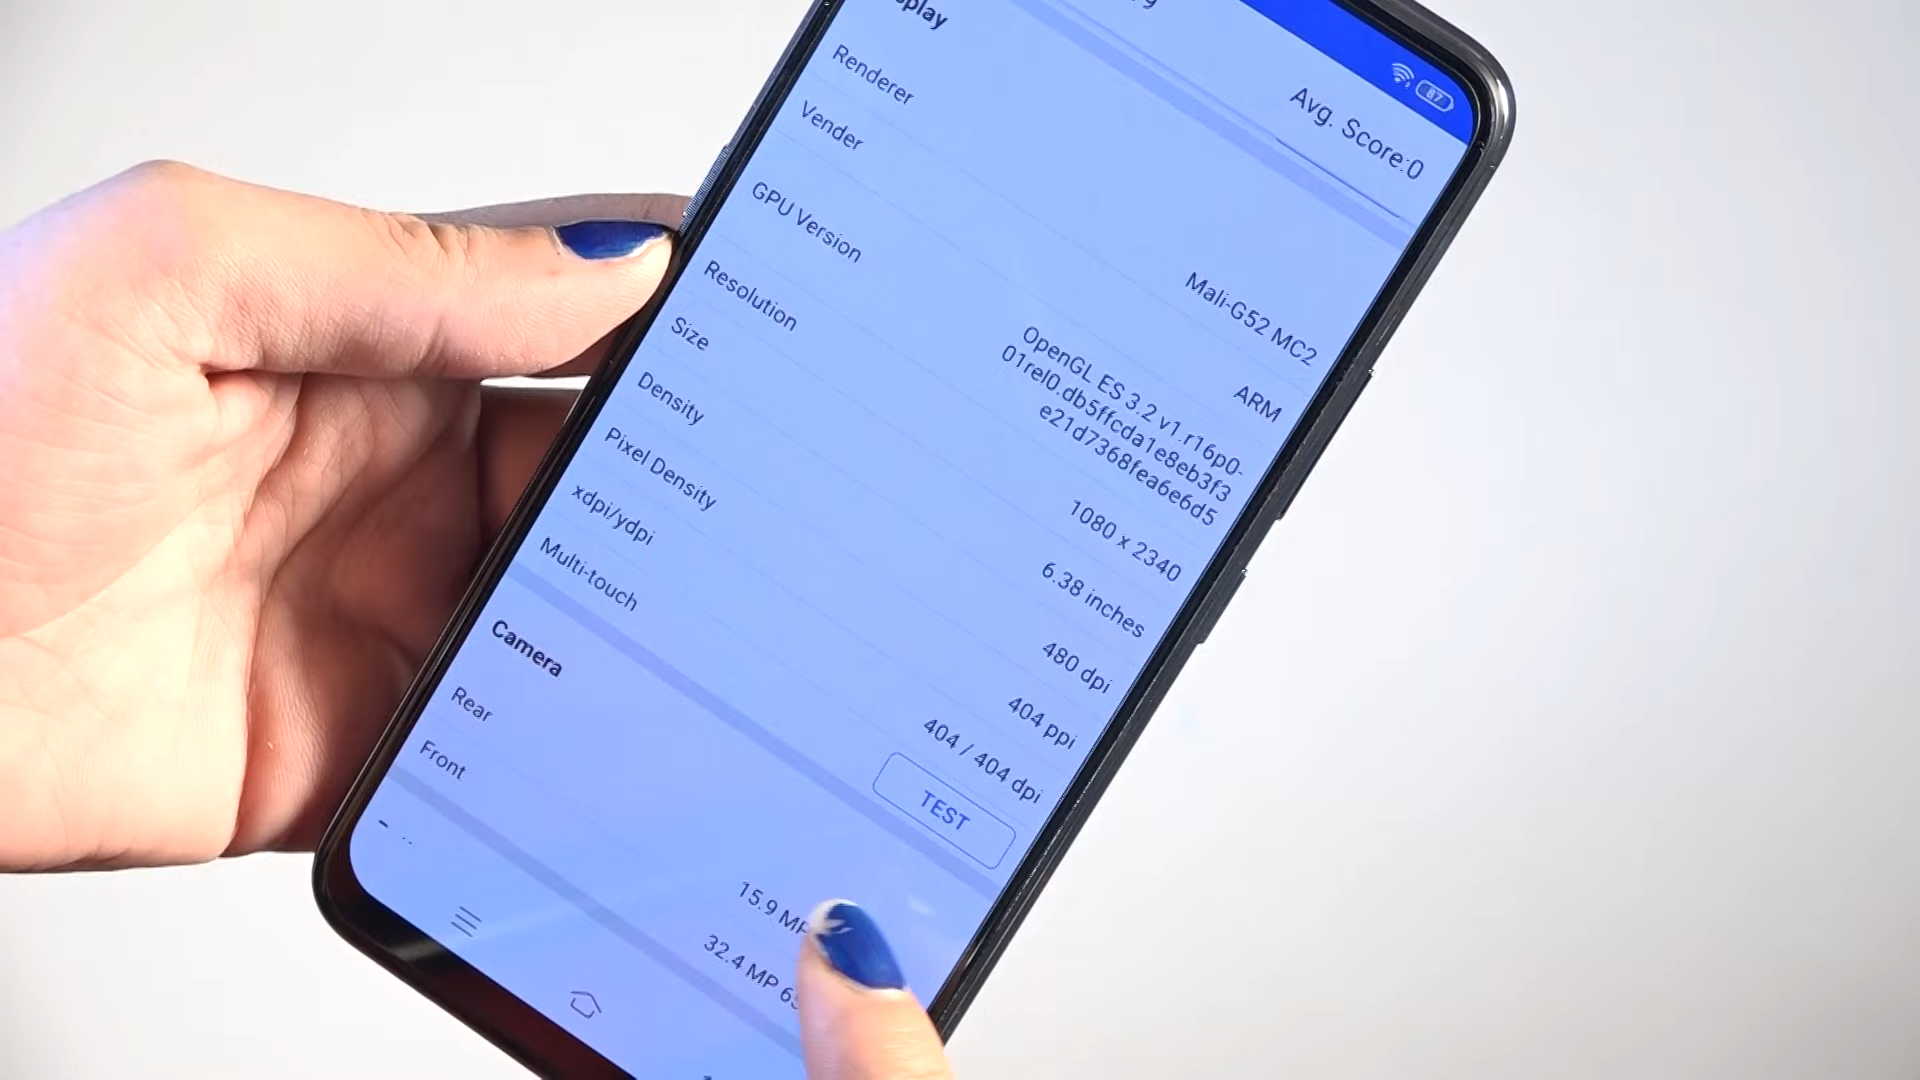 87
Avg. Score:0
Renderer
Mali-G52 MC2
Vender
ARM
GPU Version
OpenGL ES 3.2 v1.r16p0-
01rel0.db5ffcda1e8eb3f3
e21d7368fea6e6d5
Resolution
1080 x 2340
Size
6.38 inches
Density
480 dpi
Pixel Density
404 ppi
xdpi/ydpi
404 / 404 dpi
Multi-touch
TEST
Camera
Rear
15.9 MP
Front
32.4 MP